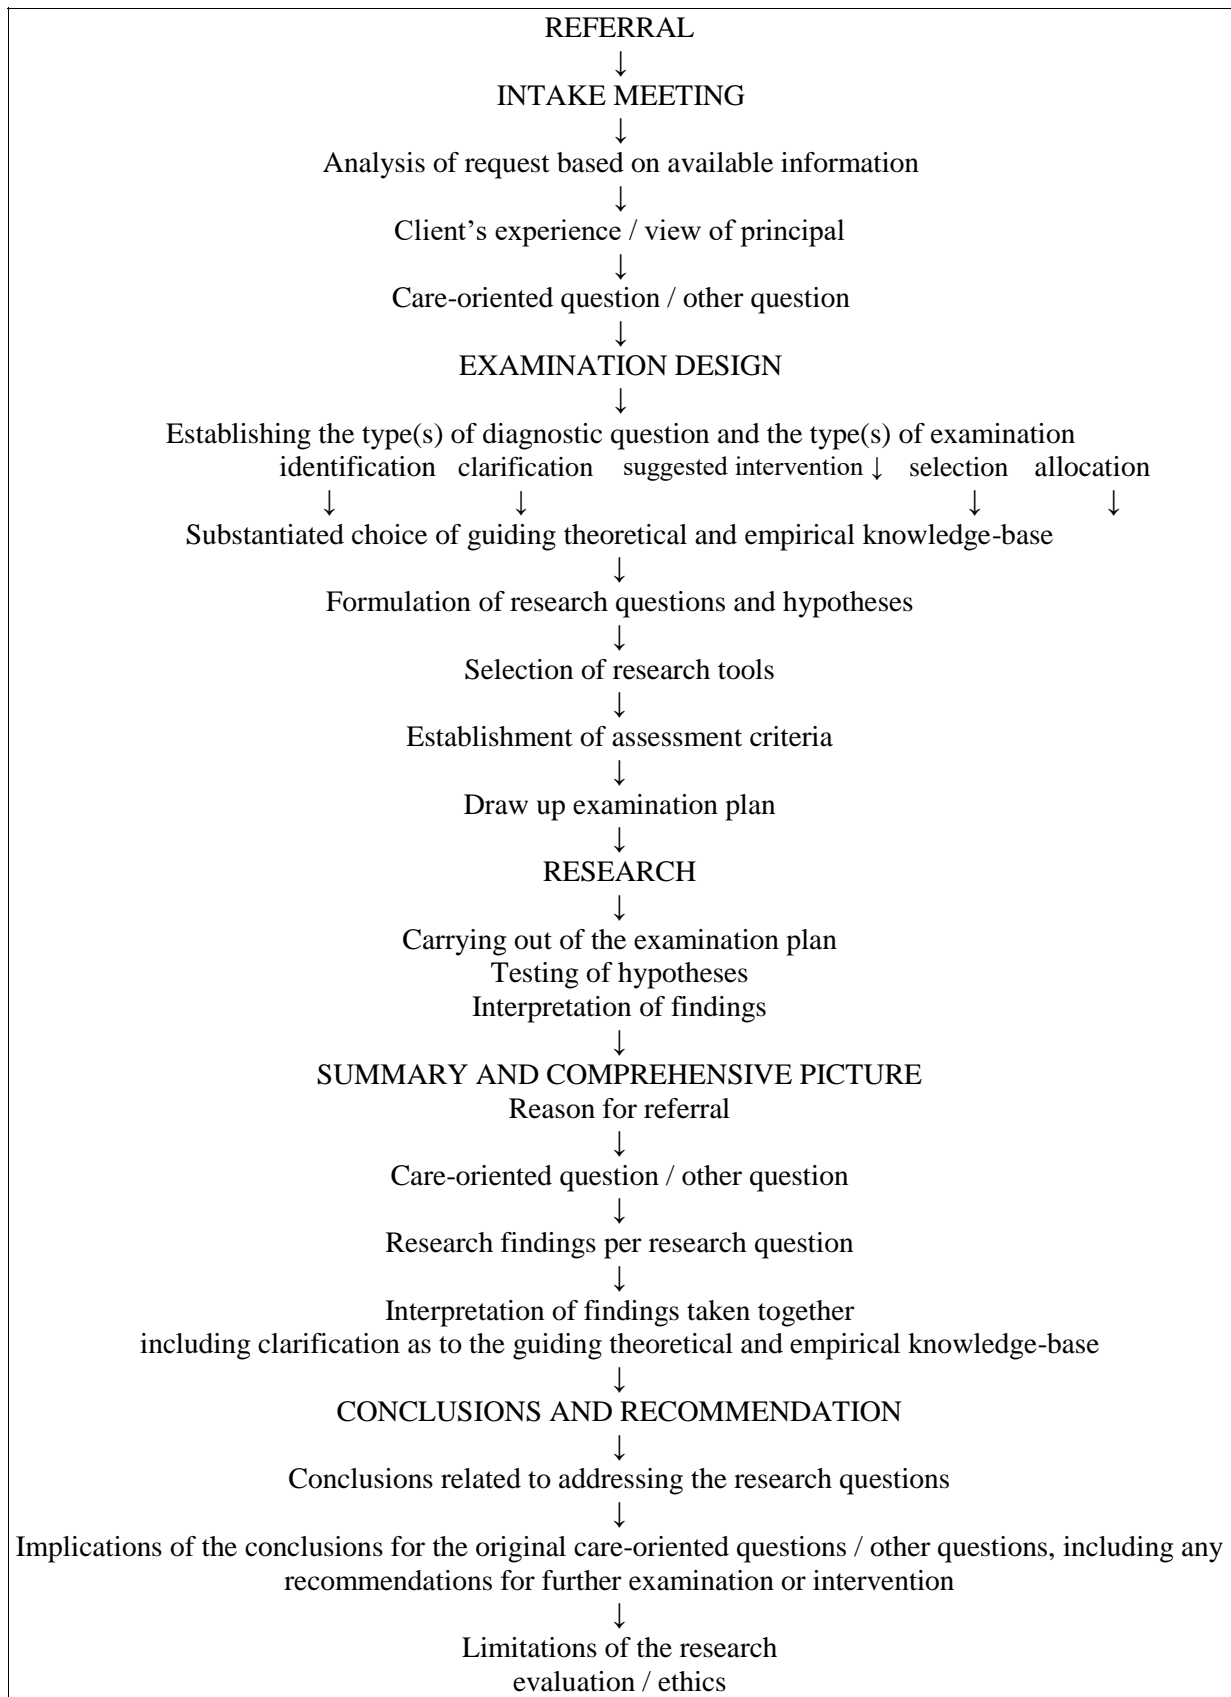 REFERRAL
↓
INTAKE MEETING
↓
Analysis of request based on available information
↓
Client’s experience / view of principal
↓
Care-oriented question / other question
↓
EXAMINATION DESIGN
↓
Establishing the type(s) of diagnostic question and the type(s) of examination
identification clarification suggested intervention ↓ selection allocation
↓ ↓ ↓ ↓
Substantiated choice of guiding theoretical and empirical knowledge-base
↓
Formulation of research questions and hypotheses
↓
Selection of research tools
↓
Establishment of assessment criteria
↓
Draw up examination plan
↓
RESEARCH
↓
Carrying out of the examination plan
Testing of hypotheses
Interpretation of findings
↓
SUMMARY AND COMPREHENSIVE PICTURE
Reason for referral
↓
Care-oriented question / other question
↓
Research findings per research question
↓
Interpretation of findings taken together
including clarification as to the guiding theoretical and empirical knowledge-base
↓
CONCLUSIONS AND RECOMMENDATION
↓
Conclusions related to addressing the research questions
↓
Implications of the conclusions for the original care-oriented questions / other questions, including any
recommendations for further examination or intervention
↓
Limitations of the research
evaluation / ethics